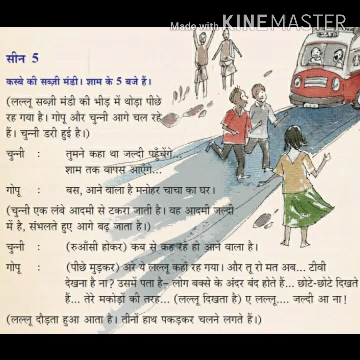 Made with KINEMASTER
सीन 5
कस्बे की सब्ज़ी मंडी। शाम के 5 बजे हैं।
(लल्लू सब्ज़ी मंडी की भीड़ में थोड़ा पीछे
रह गया है। गोपू और चुन्नी आगे चल रहे
हैं। चुन्नी डरी हुई है।)
चुन्नी : तुमने कहा था जल्दी पहुँचेंगे...
शाम तक वापस आएँगे...
गोपू : बस, आने वाला है मनोहर चाचा का घर।
(चुन्नी एक लंबे आदमी से टकरा जाती है। वह आदमी जल्दी
में है, संभलते हुए आगे बढ़ जाता है।)
चुन्नी : (रुआँसी होकर) कब से कह रहे हो आने वाला है।
गोपू : (पीछे मुड़कर) अरे ये लल्लू कहाँ रह गया। और तू रो मत अब... टीवी
देखना है ना? उसमें पता है– लोग बक्से के अंदर बंद होते हैं... छोटे-छोटे दिखते
हैं... तेरे मकोड़ों की तरह... (लल्लू दिखता है) ए लल्लू.... जल्दी आ ना!
(लल्लू दौड़ता हुआ आता है। तीनों हाथ पकड़कर चलने लगते हैं।)